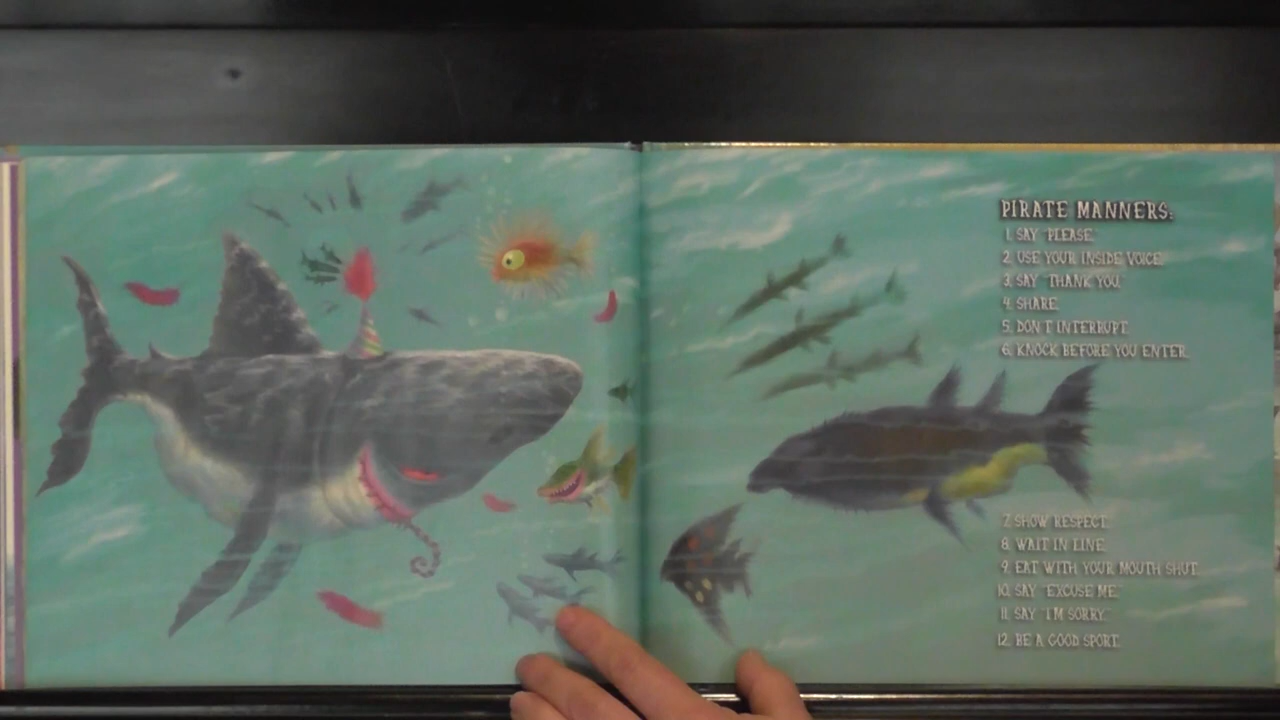 PIRATE MANNERS:
1. SAY "PLEASE."
2. USE YOUR INSIDE VOICE.
3. SAY "THANK YOU."
4. SHARE.
5. DON'T INTERRUPT.
6. KNOCK BEFORE YOU ENTER.
7. SHOW RESPECT.
8. WAIT IN LINE.
9. EAT WITH YOUR MOUTH SHUT.
10. SAY "EXCUSE ME."
11. SAY "I'M SORRY."
12. BE A GOOD SPORT.